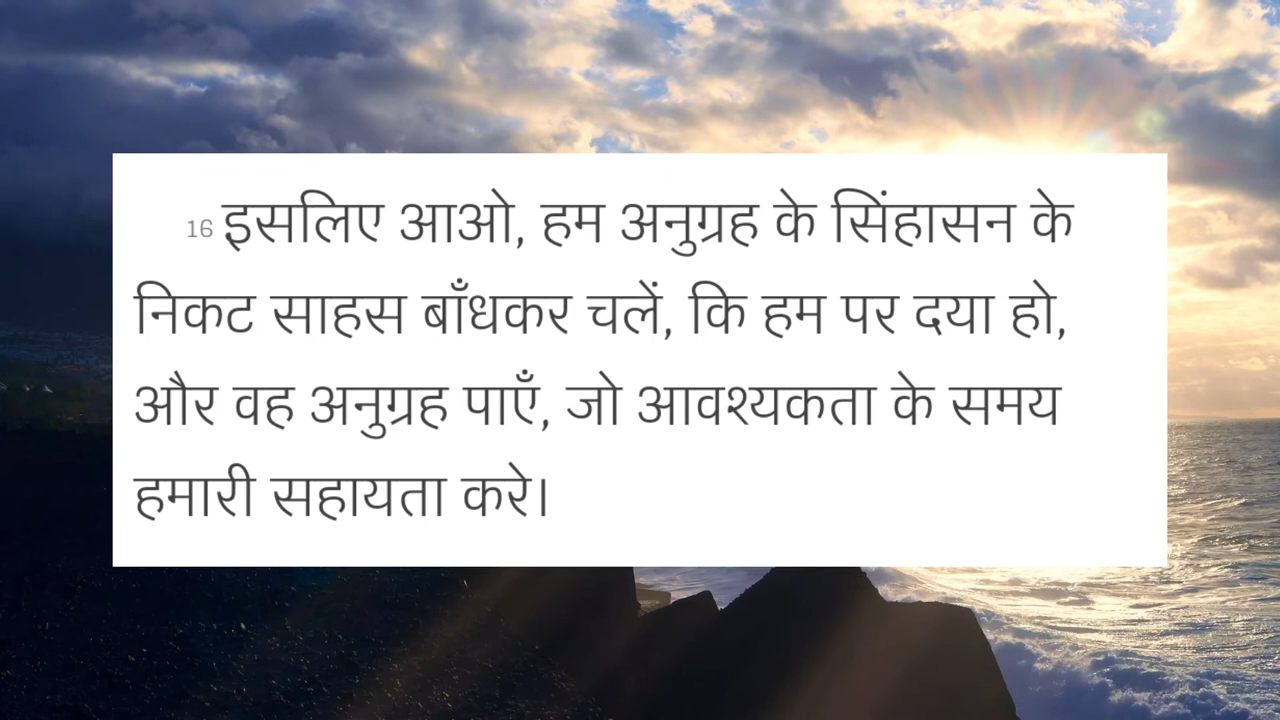 16 इसलिए आओ, हम अनुग्रह के सिंहासन के
निकट साहस बाँधकर चलें, कि हम पर दया हो,
और वह अनुग्रह पाएँ, जो आवश्यकता के समय
हमारी सहायता करे।